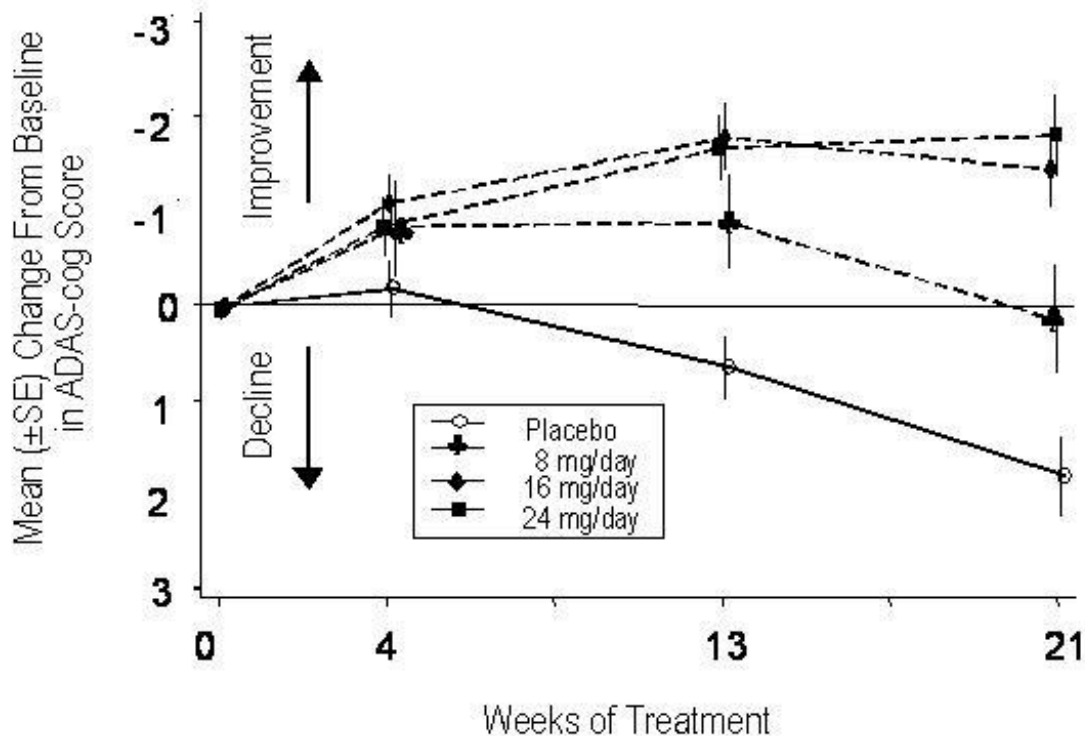 Mean (±SE) Change From Baseline
in ADAS-cog Score
-3
-2
-1
0
1
2
3
Improvement
Decline
Placebo
8 mg/day
16 mg/day
24 mg/day
0 4 13 21
Weeks of Treatment